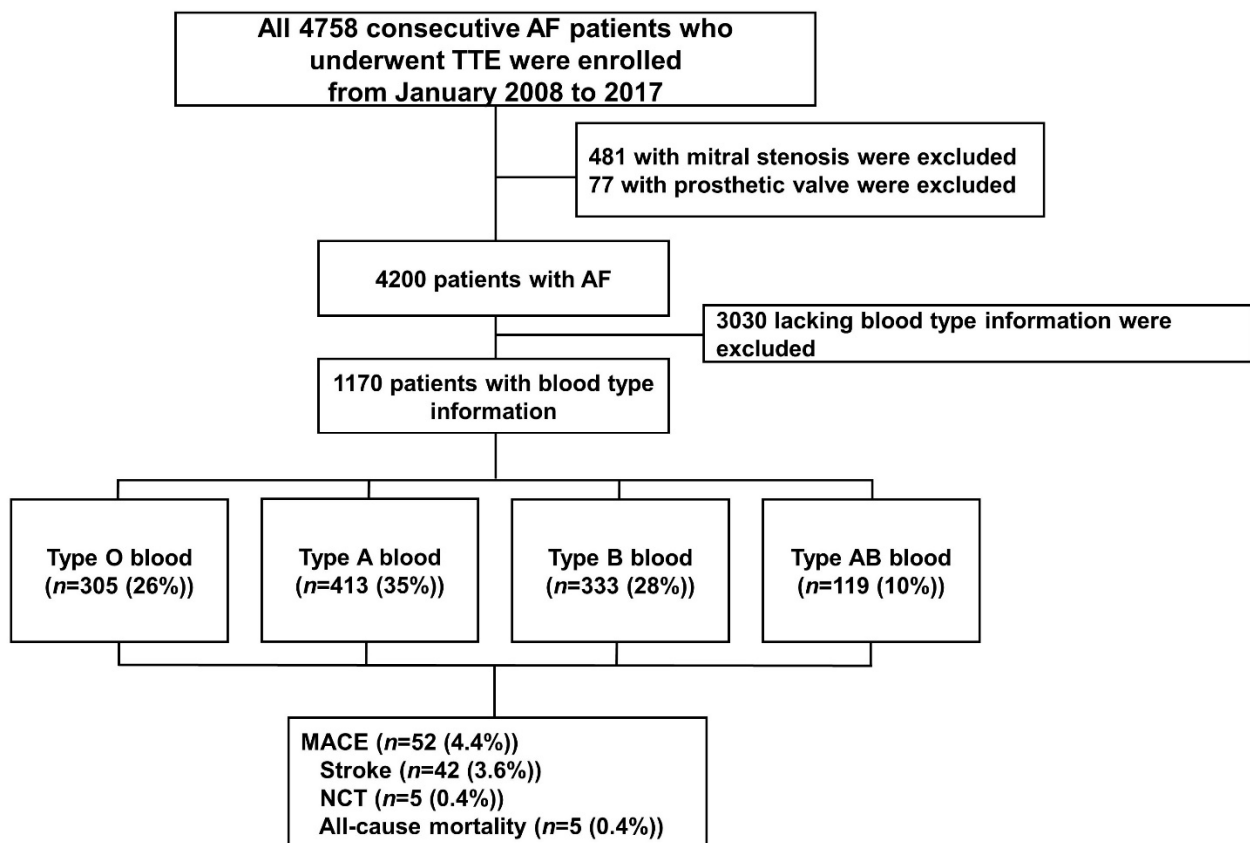 All 4758 consecutive AF patients who
underwent TTE were enrolled
from January 2008 to 2017
481 with mitral stenosis were excluded
77 with prosthetic valve were excluded
4200 patients with AF
3030 lacking blood type information were
excluded
1170 patients with blood type
information
Type O blood
(n=305 (26%))
Type A blood
(n=413 (35%))
Type B blood
(n=333 (28%))
Type AB blood
(n=119 (10%))
MACE (n=52 (4.4%))
Stroke (n=42 (3.6%))
NCT (n=5 (0.4%))
All-cause mortality (n=5 (0.4%))